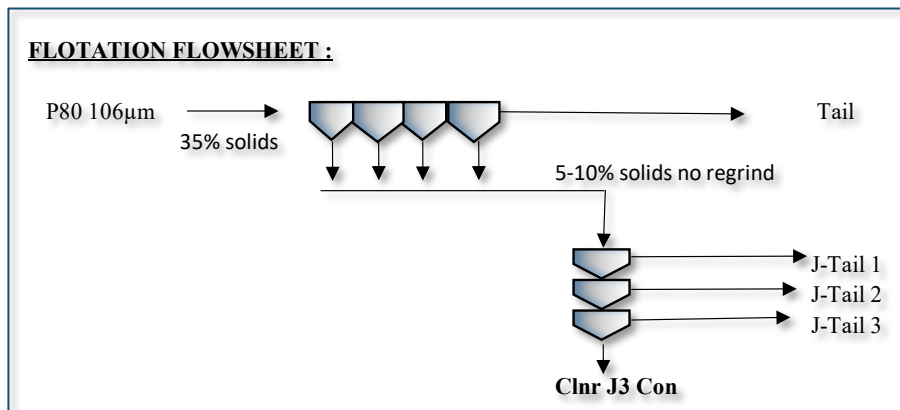 FLOTATION FLOWSHEET :
P80 106µm
Tail
35% solids
5-10% solids no regrind
J-Tail 1
J-Tail 2
J-Tail 3
Clnr J3 Con